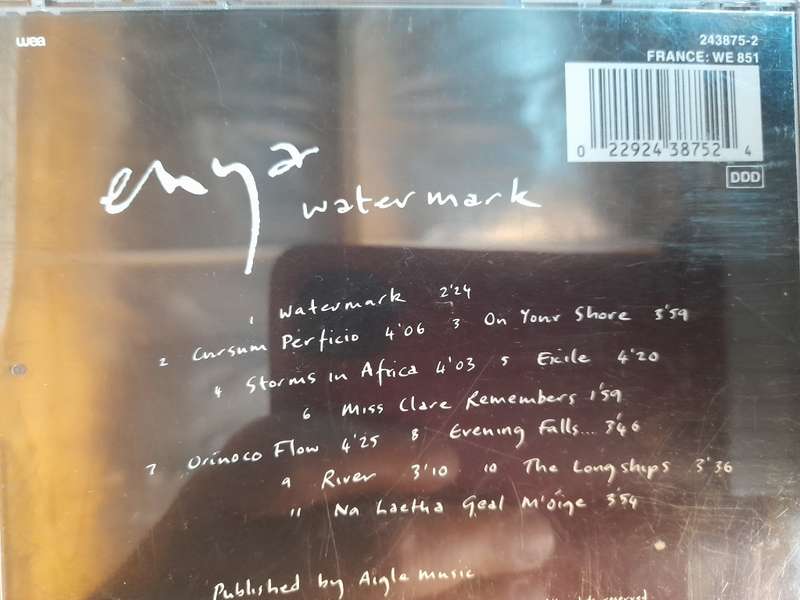 wea
243875-2
FRANCE: WE 851
0 22924 38752 4
DDD
enya
watermark
1 watermark 2'24
2 Cursum Perficio 4'06 3 On Your Shore 3'59
4 Storms in Africa 4'03 5 Exile 4'20
6 Miss Clare Remembers 1'59
7 Orinoco Flow 4'25 8 Evening Falls... 3'46
9 River 3'10 10 The Longships 3'36
11 Na Laetha Geal M'óige 3'54
Published by Aigle music
rights reserved.